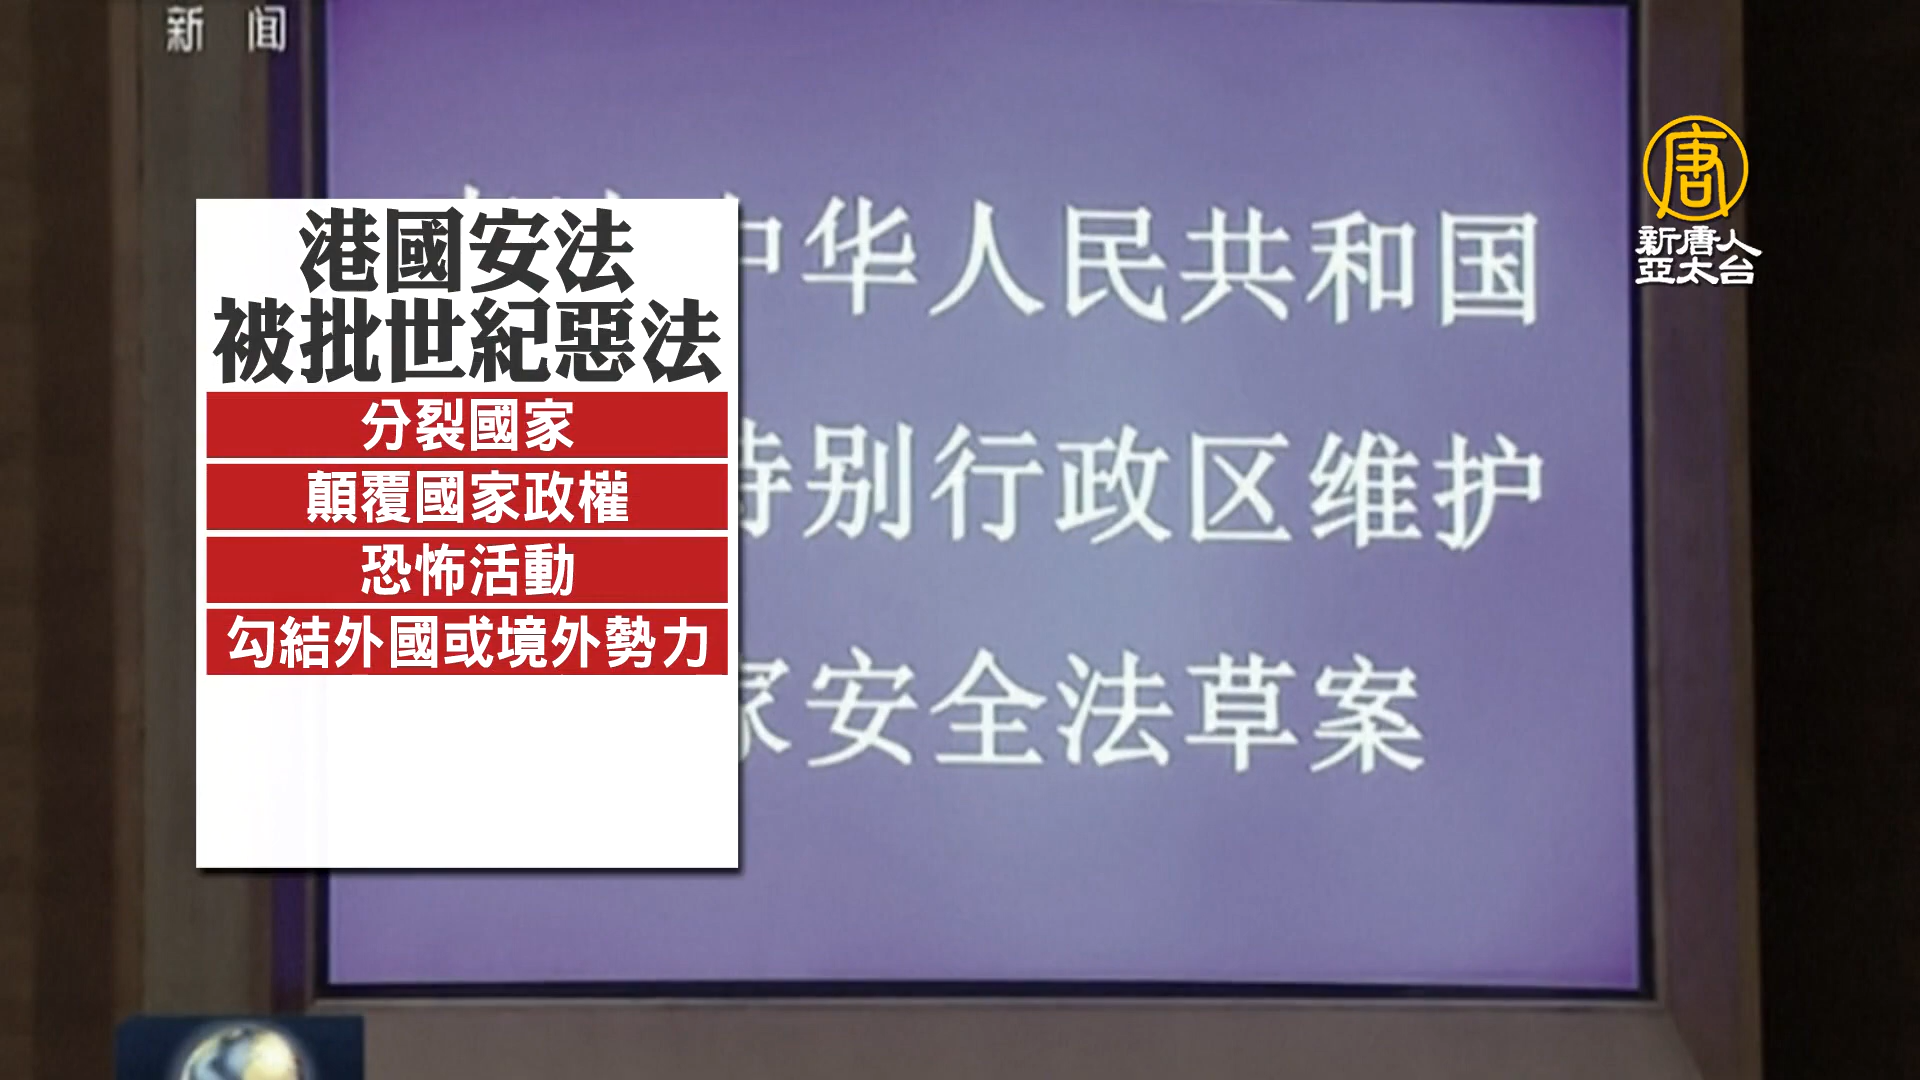 新闻
港國安法
被批世紀惡法
分裂國家
顛覆國家政權
恐怖活動
勾結外國或境外勢力
中华人民共和国
特别行政区维护
家安全法草案
唐
新唐人
亞太台